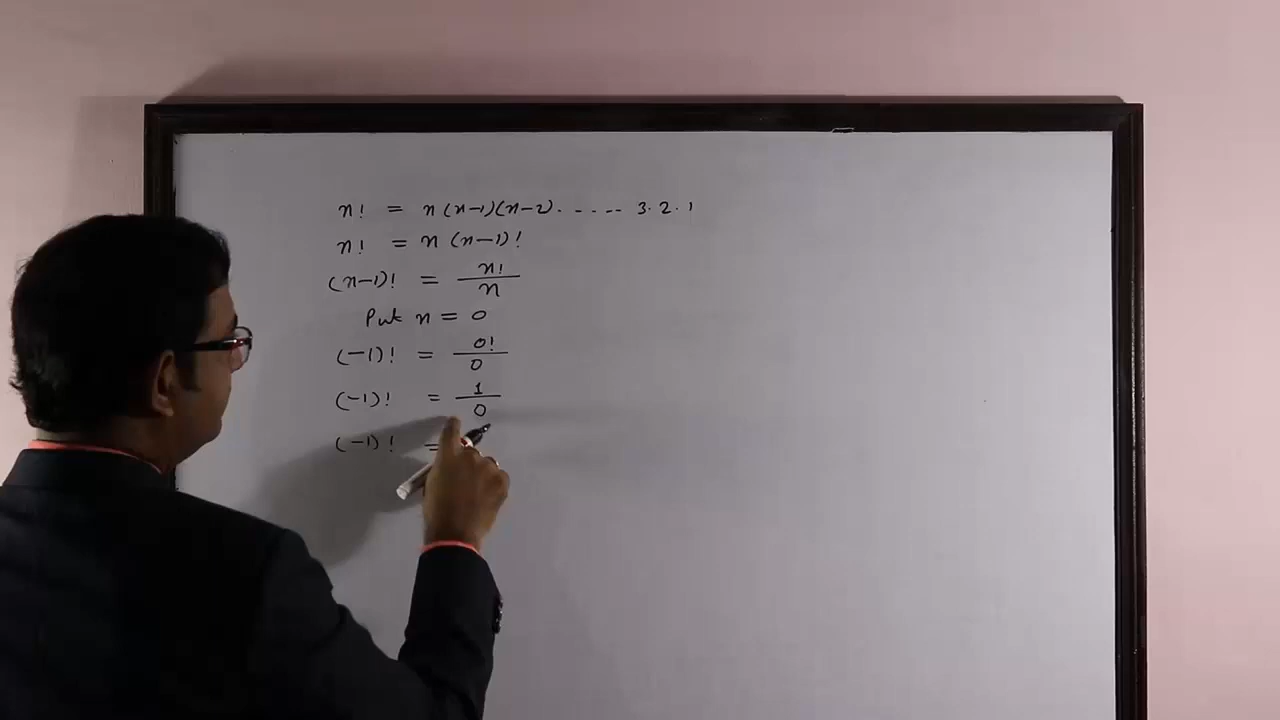 n! = n (n-1)(n-2) . - - - -- 3.2.1
n! = n (n-1)!
(n-1)! = n!/n
Put n = 0
(-1)! = 0!/0
(-1)! = 1/0
(-1)! =